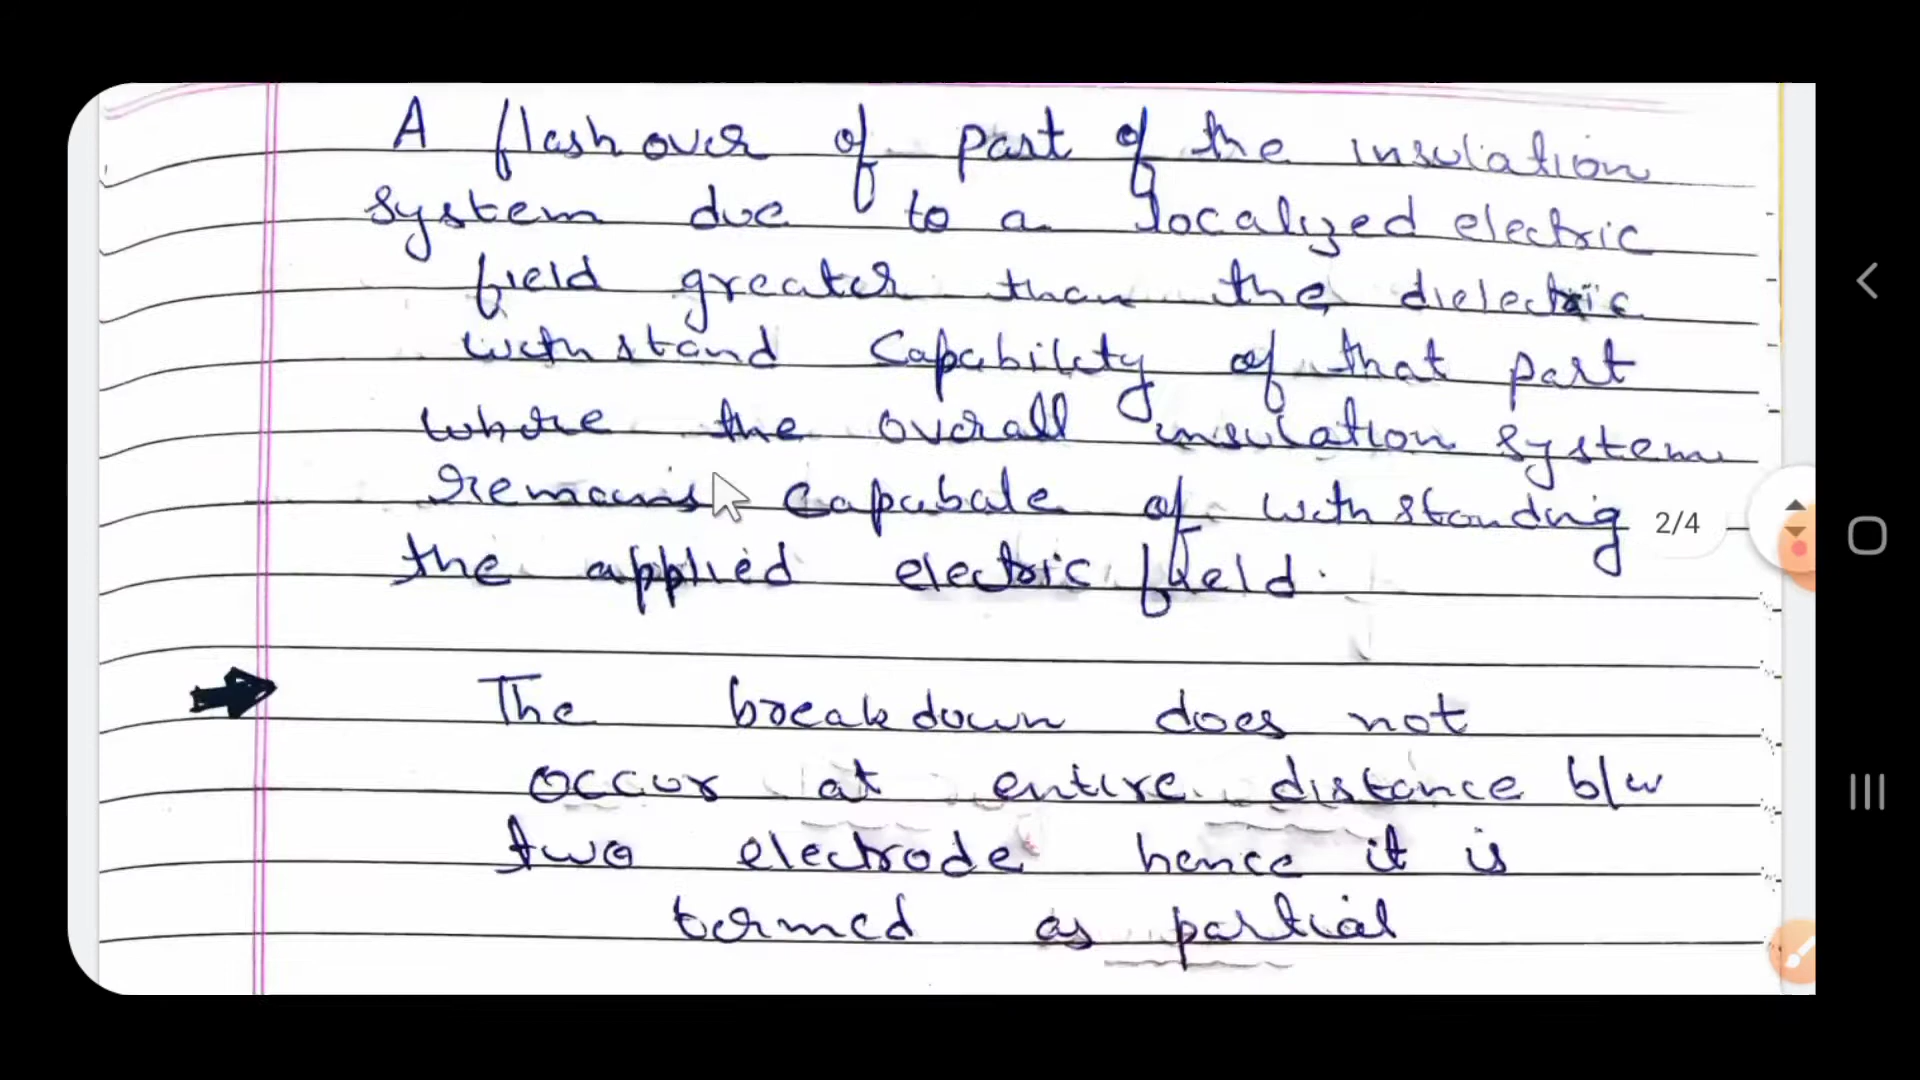 A flash over of part of the insulation
system due to a localized electric
field greater than the dielectric
withstand Capability of that part
where the overall insulation system
remains Capabale of withstanding
2/4
the applied electric field.
The breakdown does not
occur at entire distance b/w
two electrode hence it is
termed as partial